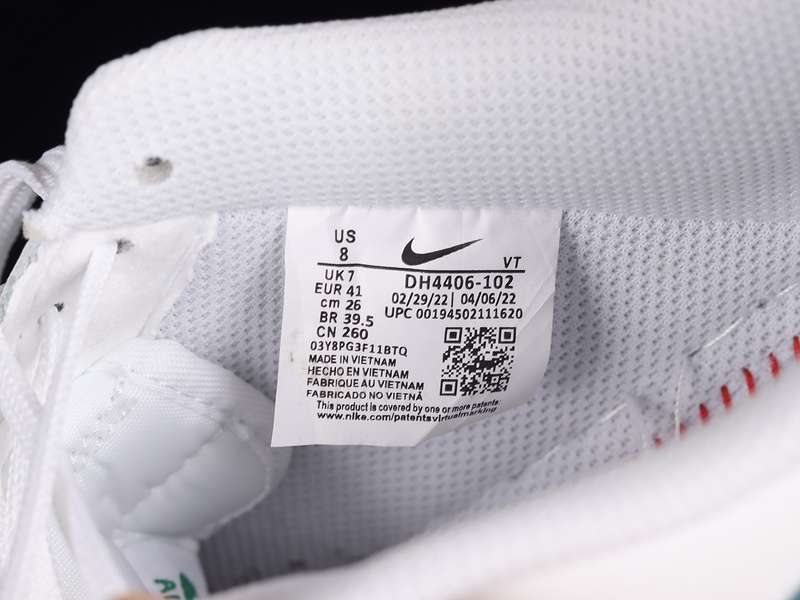 US
8
UK 7
EUR 41
cm 26
BR 39.5
CN 260
VT
DH4406-102
02/29/22| 04/06/22
UPC 00194502111620
03Y8PG3F11BTQ
MADE IN VIETNAM
HECHO EN VIETNAM
FABRIQUE AU VIETNAM
FABRICADO NO VIETNÃ
This product is covered by one or more patents.
www.nike.com/patentsvirtualmarking